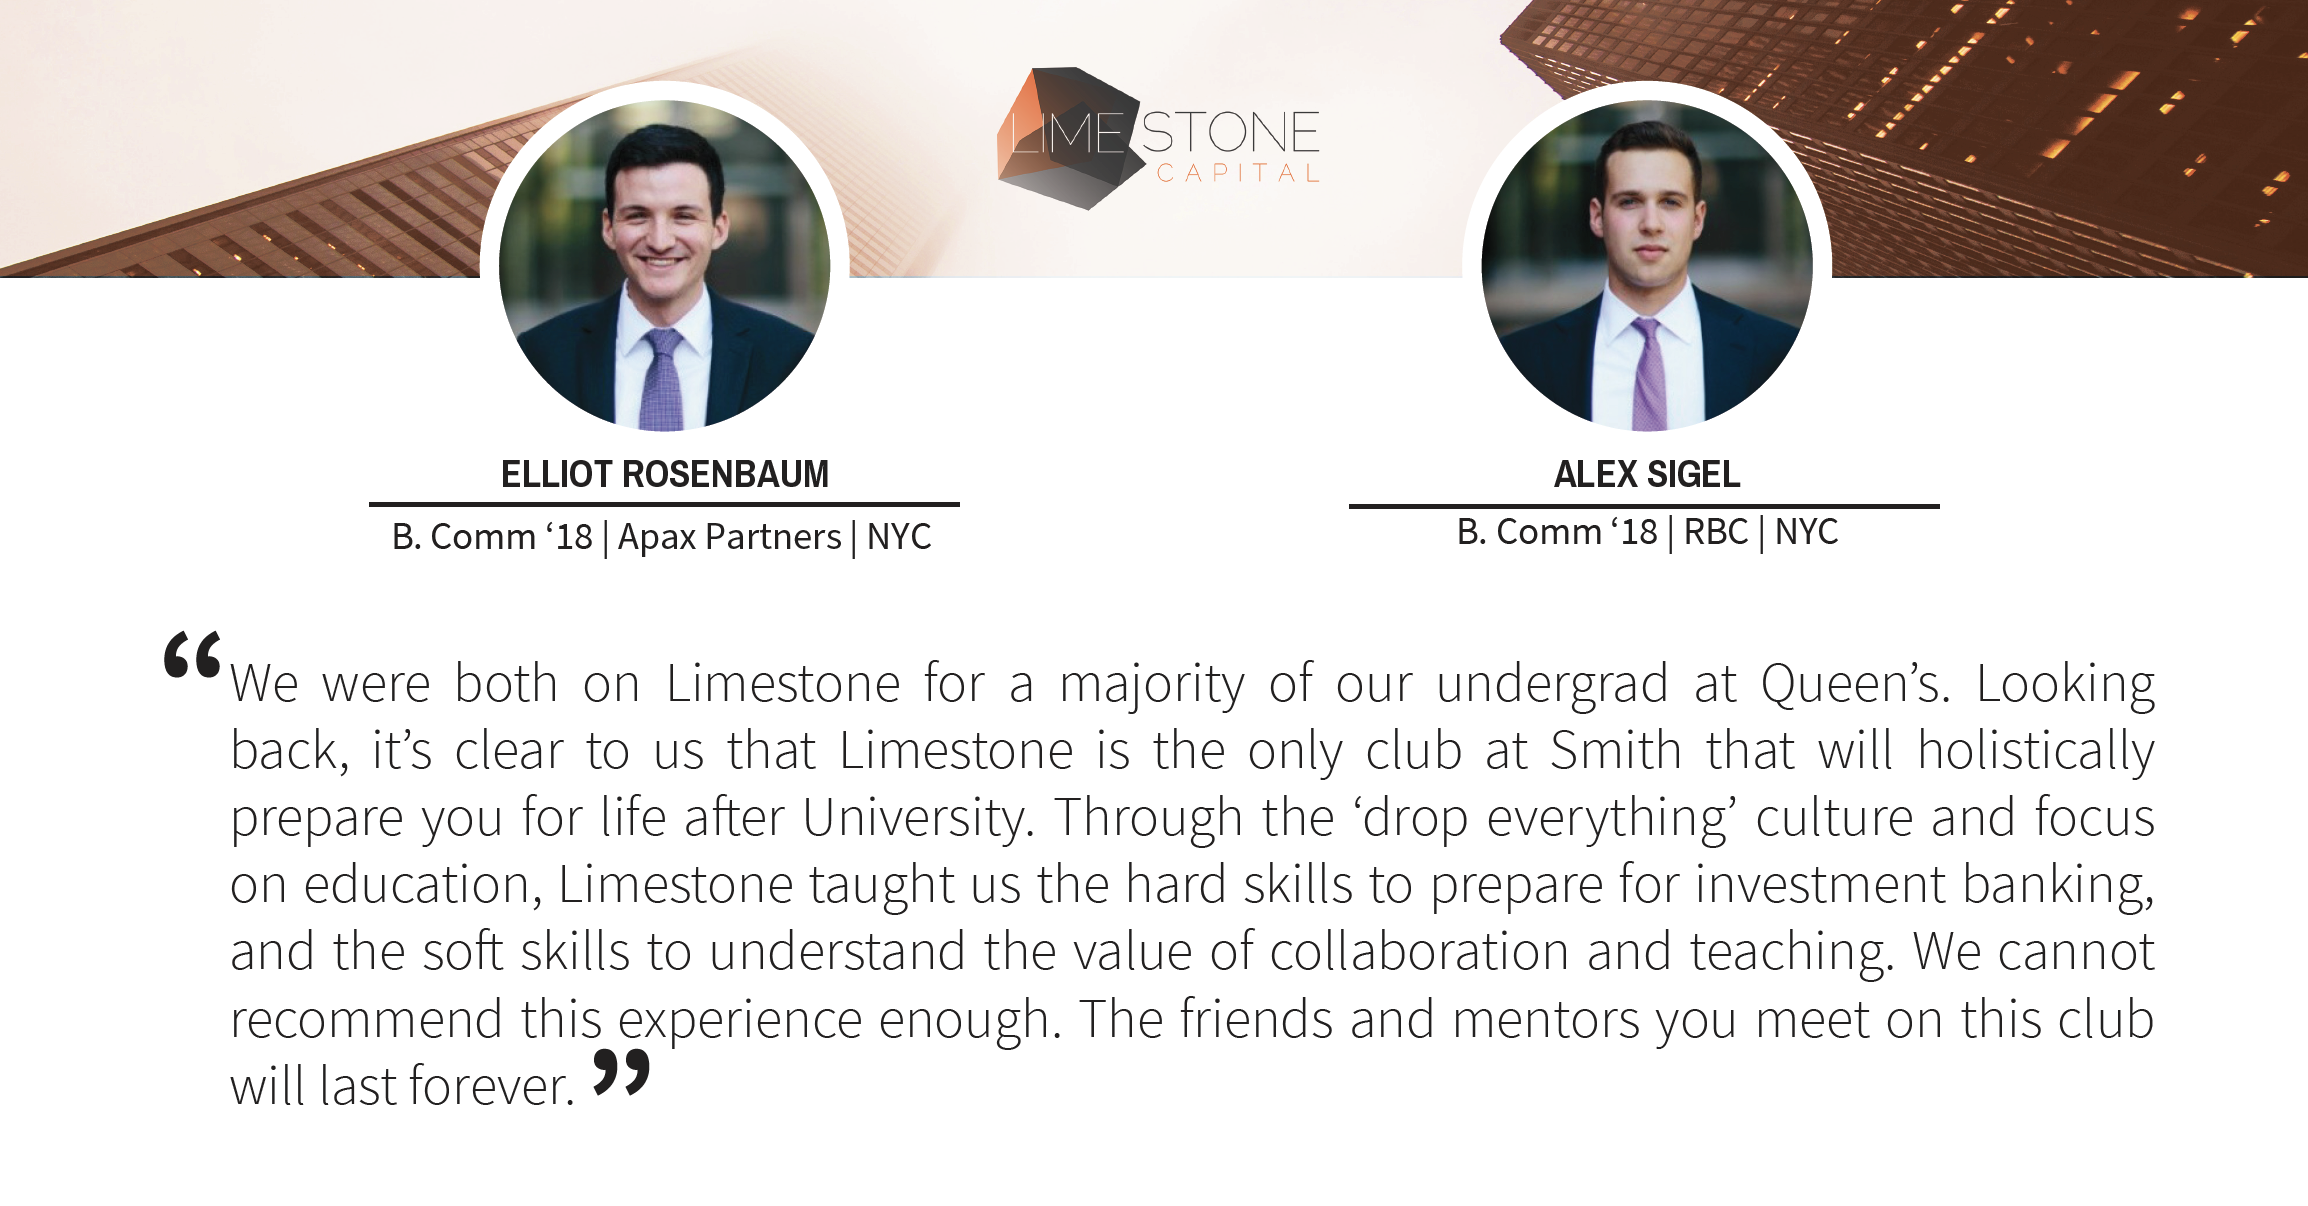 LIMESTONE
CAPITAL
ELLIOT ROSENBAUM
B. Comm ‘18 | Apax Partners | NYC
ALEX SIGEL
B. Comm ‘18 | RBC | NYC
“We were both on Limestone for a majority of our undergrad at Queen’s. Looking
back, it’s clear to us that Limestone is the only club at Smith that will holistically
prepare you for life after University. Through the ‘drop everything’ culture and focus
on education, Limestone taught us the hard skills to prepare for investment banking,
and the soft skills to understand the value of collaboration and teaching. We cannot
recommend this experience enough. The friends and mentors you meet on this club
will last forever.”